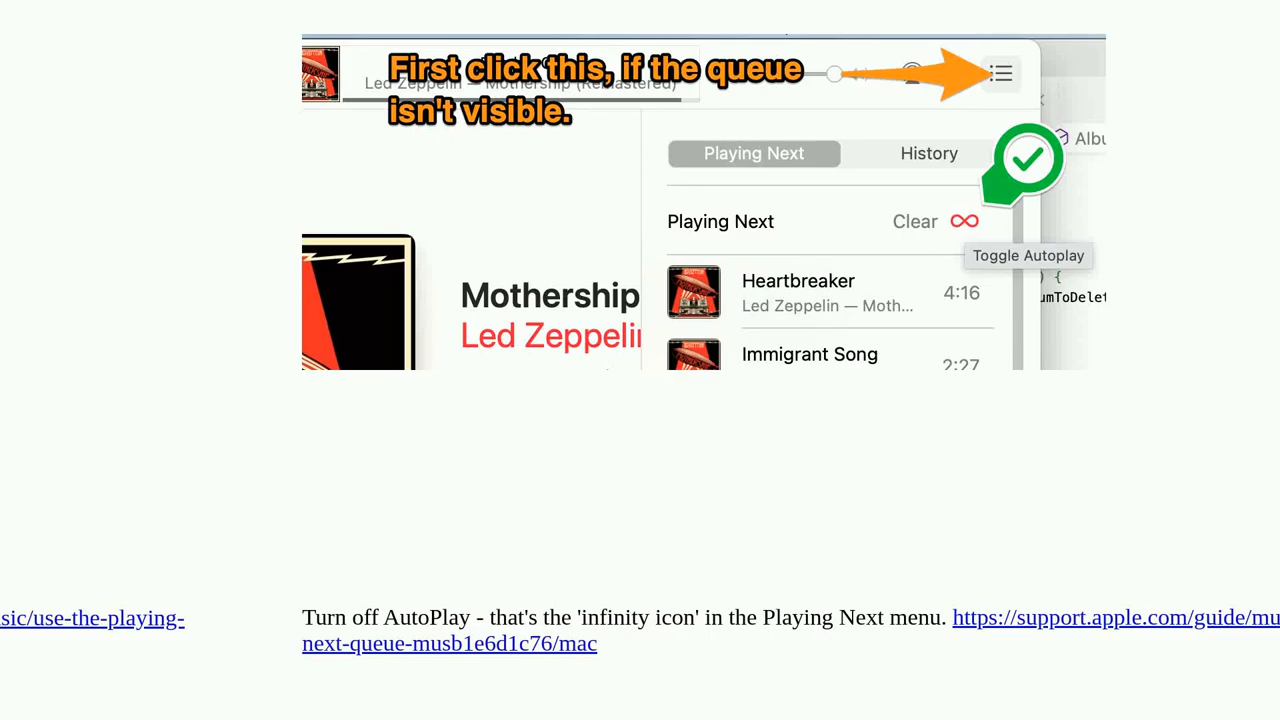 First click this, if the queue
Led Zeppelin — Mothership (Remastered)
isn't visible.
Albu
Playing Next
History
Playing Next
Clear
Toggle Autoplay
) {
Heartbreaker
4:16
umToDelet
Led Zeppelin — Moth...
Mothership
Led Zeppelin
Immigrant Song
2:27
sic/use-the-playing-
Turn off AutoPlay - that's the 'infinity icon' in the Playing Next menu. https://support.apple.com/guide/mu
next-queue-musb1e6d1c76/mac